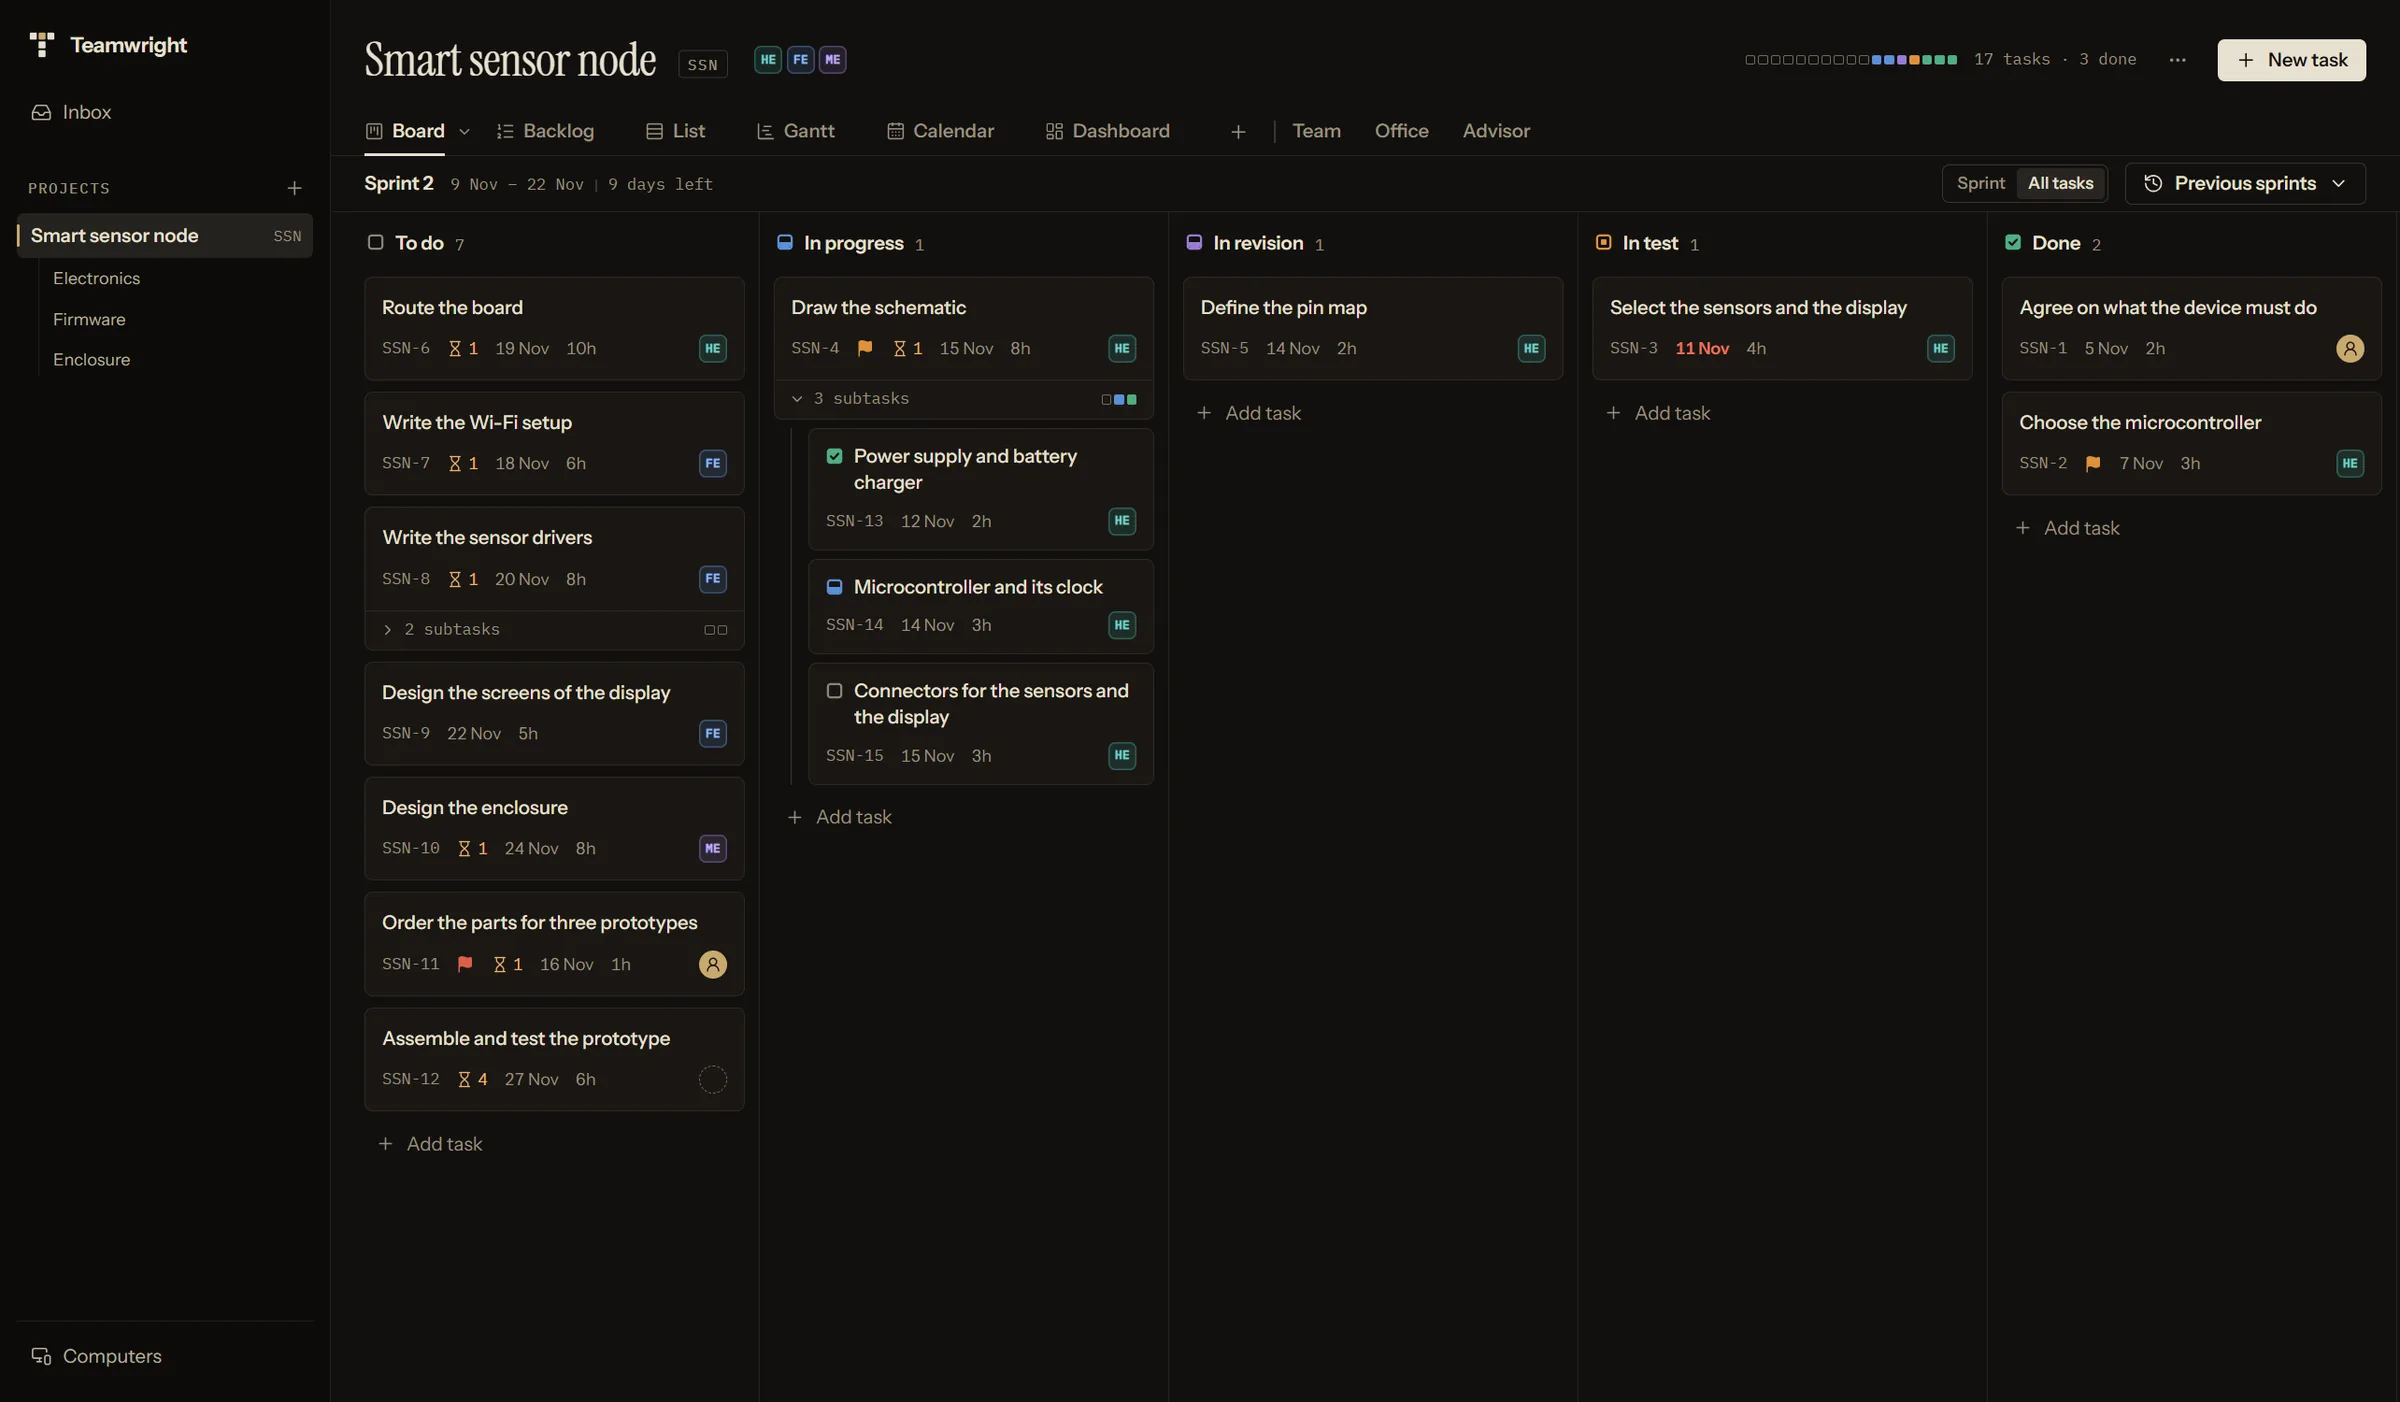 Teamwright
Inbox
PROJECTS
Smart sensor node SSN
Electronics
Firmware
Enclosure
Computers
Smart sensor node SSN HE FE ME
17 tasks · 3 done
New task
Board Backlog List Gantt Calendar Dashboard Team Office Advisor
Sprint 2 9 Nov – 22 Nov | 9 days left
Sprint All tasks Previous sprints
To do 7
Route the board
SSN-6 1 19 Nov 10h HE
Write the Wi-Fi setup
SSN-7 1 18 Nov 6h FE
Write the sensor drivers
SSN-8 1 20 Nov 8h FE
2 subtasks
Design the screens of the display
SSN-9 22 Nov 5h FE
Design the enclosure
SSN-10 1 24 Nov 8h ME
Order the parts for three prototypes
SSN-11 1 16 Nov 1h
Assemble and test the prototype
SSN-12 4 27 Nov 6h
Add task
In progress 1
Draw the schematic
SSN-4 1 15 Nov 8h HE
3 subtasks
Power supply and battery
charger
SSN-13 12 Nov 2h HE
Microcontroller and its clock
SSN-14 14 Nov 3h HE
Connectors for the sensors and
the display
SSN-15 15 Nov 3h HE
Add task
In revision 1
Define the pin map
SSN-5 14 Nov 2h HE
Add task
In test 1
Select the sensors and the display
SSN-3 11 Nov 4h HE
Add task
Done 2
Agree on what the device must do
SSN-1 5 Nov 2h
Choose the microcontroller
SSN-2 7 Nov 3h HE
Add task